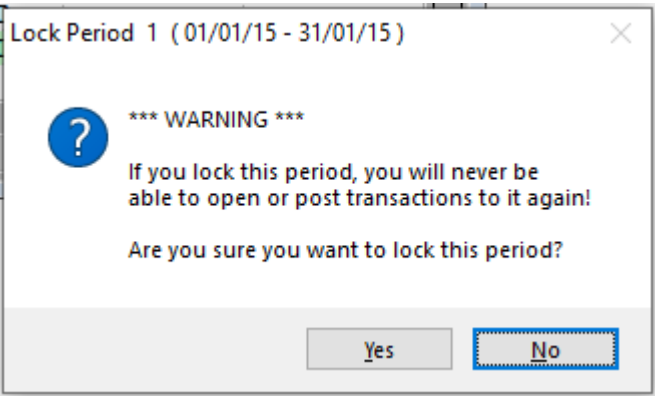 Lock Period 1 ( 01/01/15 - 31/01/15 )
*** WARNING ***
If you lock this period, you will never be
able to open or post transactions to it again!
Are you sure you want to lock this period?
Yes
No